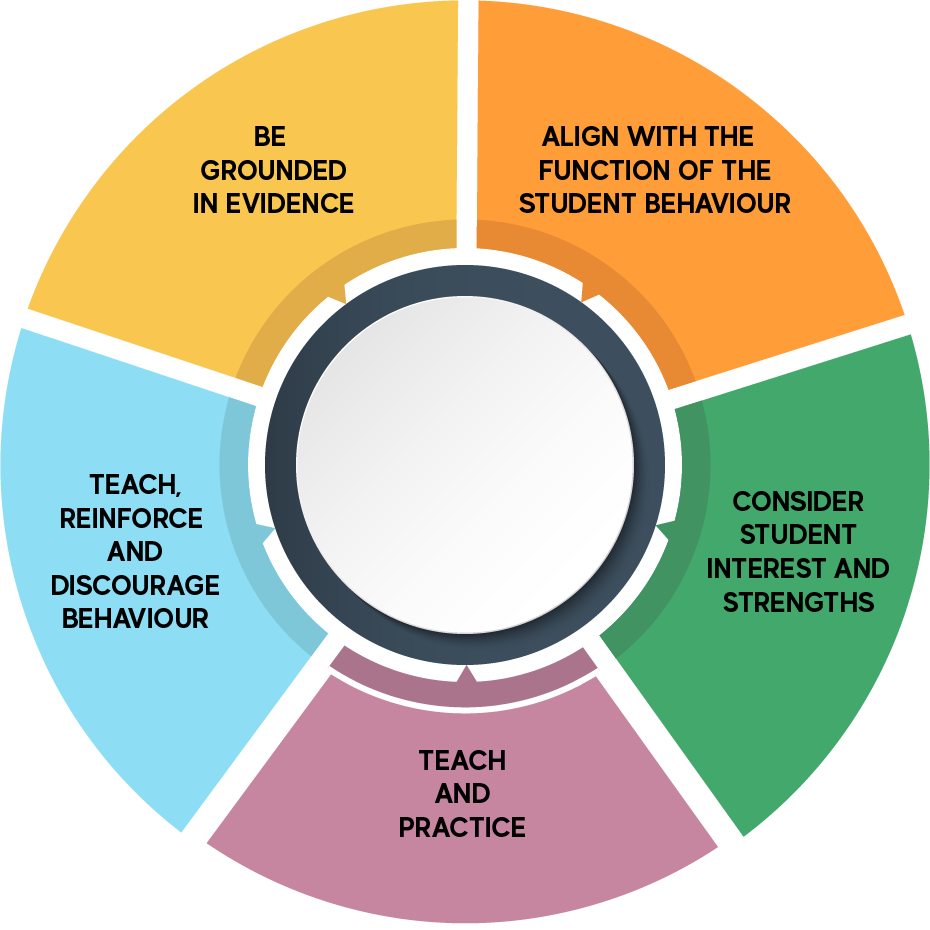 BE
GROUNDED
IN EVIDENCE
ALIGN WITH THE
FUNCTION OF THE
STUDENT BEHAVIOUR
CONSIDER
STUDENT
INTEREST AND
STRENGTHS
TEACH
AND
PRACTICE
TEACH,
REINFORCE
AND
DISCOURAGE
BEHAVIOUR